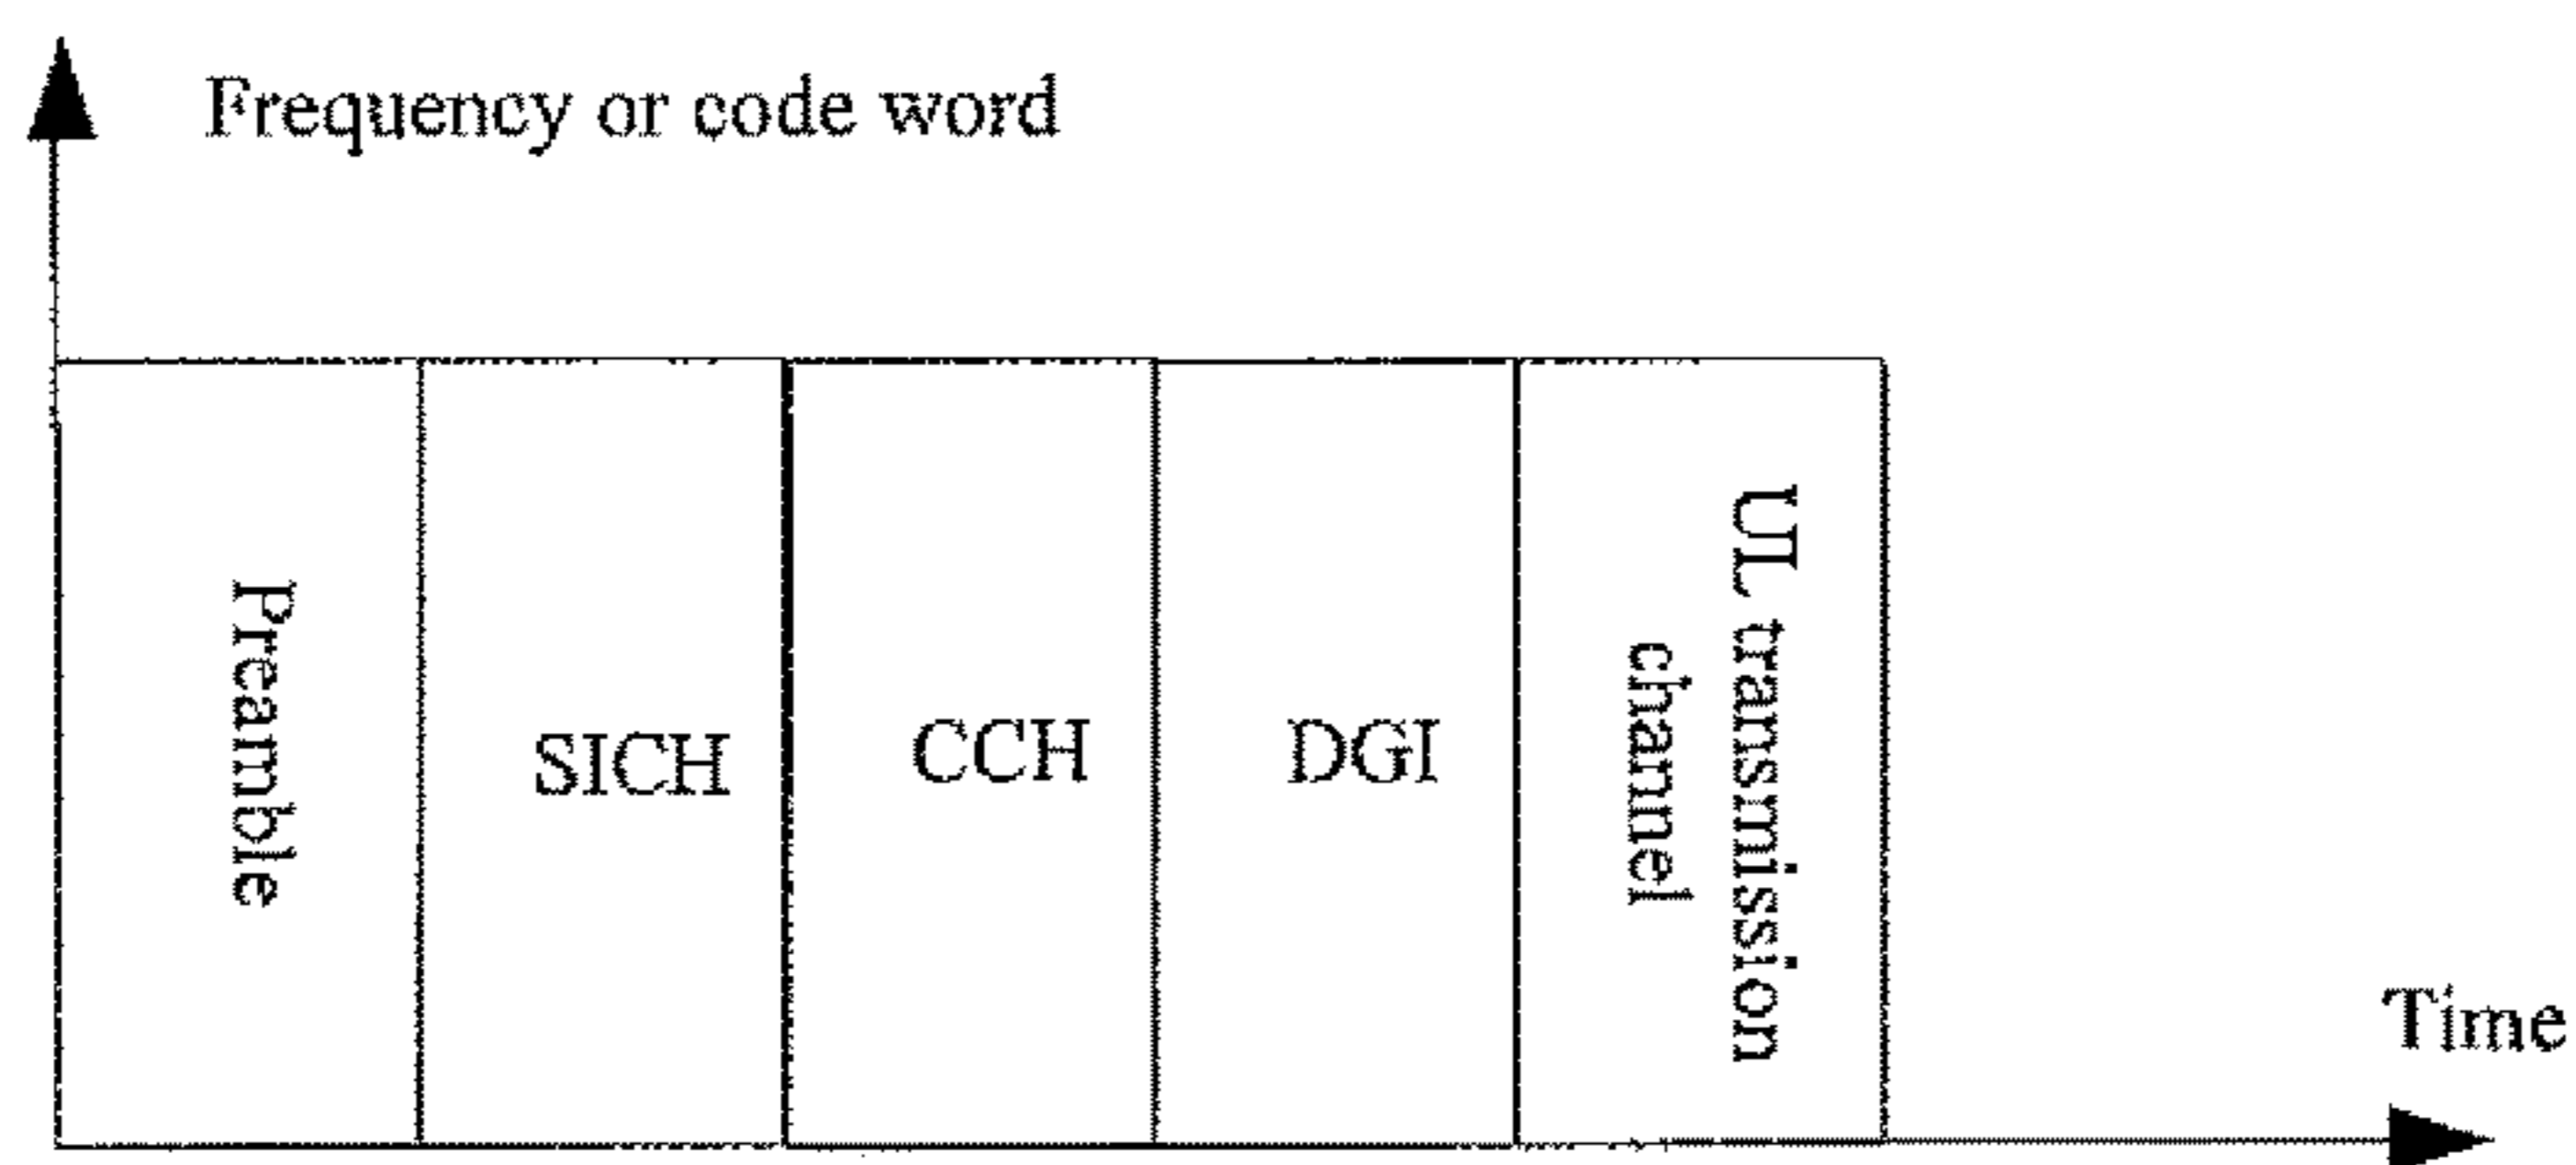 Frequency or code word
Preamble
SICH
CCH
DGI
UL transmission
channel
Time